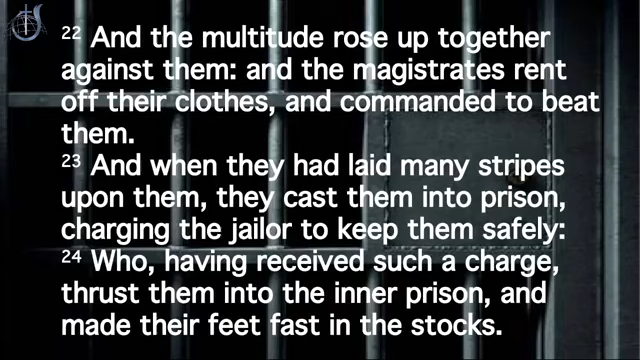 22 And the multitude rose up together
against them: and the magistrates rent
off their clothes, and commanded to beat
them.
23 And when they had laid many stripes
upon them, they cast them into prison,
charging the jailor to keep them safely:
24 Who, having received such a charge,
thrust them into the inner prison, and
made their feet fast in the stocks.